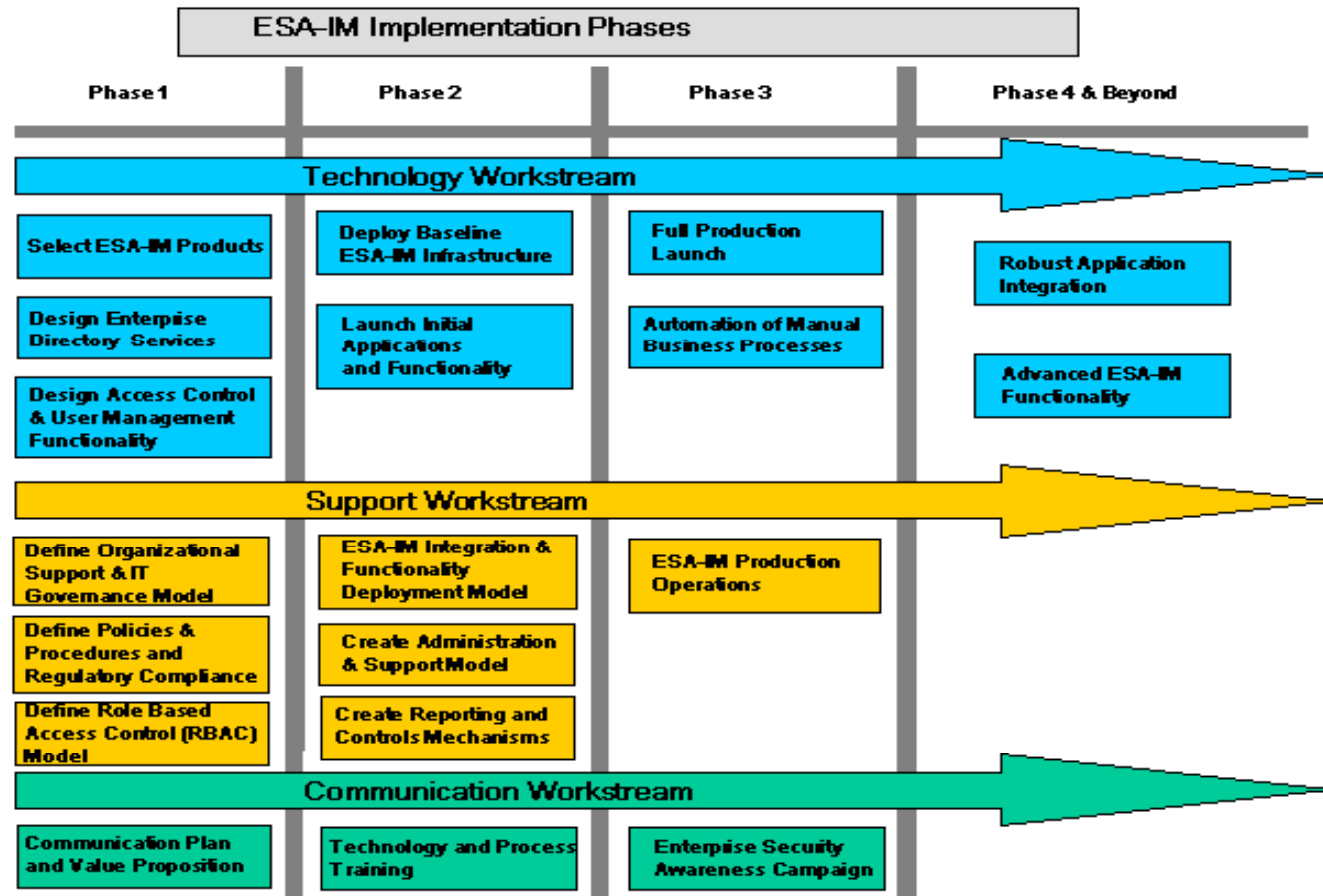 ESA-IM Implementation Phases
Phase 1
Phase 2
Phase 3
Phase 4 & Beyond
Technology Workstream
Select ESA-IM Products
Deploy Baseline
ESA-IM Infrastructure
Full Production
Launch
Robust Application
Integration
Design Enterprise
Directory Services
Launch Initial
Applications
and Functionality
Automation of Manual
Business Processes
Advanced ESA-IM
Functionality
Design Access Control
& User Management
Functionality
Support Workstream
Define Organizational
Support & IT
Governance Model
ESA-IM Integration &
Functionality
Deployment Model
ESA-IM Production
Operations
Define Policies &
Procedures and
Regulatory Compliance
Create Administration
& Support Model
Define Role Based
Access Control (RBAC)
Model
Create Reporting and
Controls Mechanisms
Communication Workstream
Communication Plan
and Value Proposition
Technology and Process
Training
Enterprise Security
Awareness Campaign